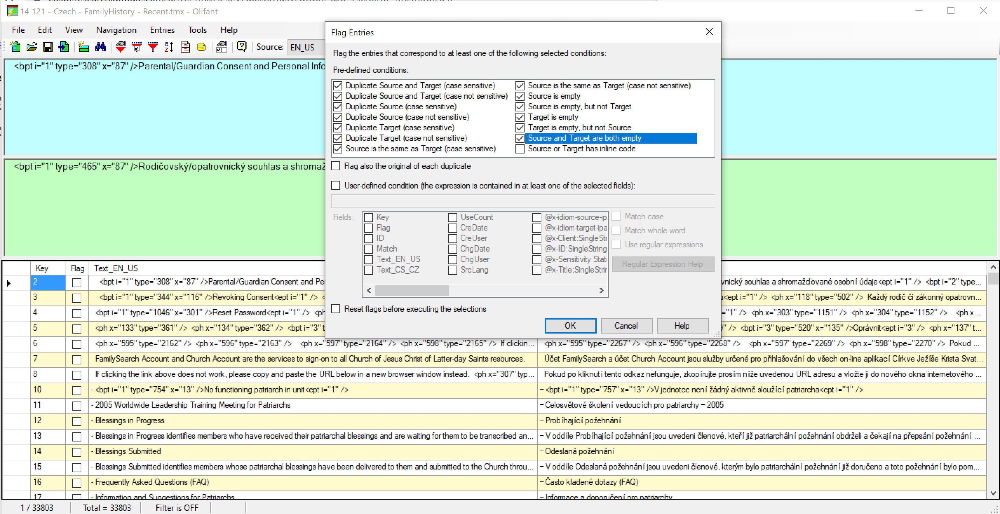 14 121 - Czech - FamilyHistory - Recent.tmx - Olifant
File Edit View Navigation Entries Tools Help
Source: EN_US
<bpt i="1" type="308" x="87" />Parental/Guardian Consent and Personal Info
<bpt i="1" type="465" x="87" />Rodičovský/opatrovnický souhlas a shromaž
Flag Entries
Flag the entries that correspond to at least one of the following selected conditions:
Pre-defined conditions:
Duplicate Source and Target (case sensitive)
Duplicate Source and Target (case not sensitive)
Duplicate Source (case sensitive)
Duplicate Source (case not sensitive)
Duplicate Target (case sensitive)
Duplicate Target (case not sensitive)
Source is the same as Target (case sensitive)
Source is the same as Target (case not sensitive)
Source is empty
Source is empty, but not Target
Target is empty
Target is empty, but not Source
Source and Target are both empty
Source or Target has inline code
Flag also the original of each duplicate
User-defined condition (the expression is contained in at least one of the selected fields):
Fields:
Key
Flag
ID
Match
Text_EN_US
Text_CS_CZ
UseCount
CreDate
CreUser
ChgDate
ChgUser
SrcLang
@x-idiom-source-ip
@x-idiom-target-ipa
@x-Client:SingleStr
@x-ID:SingleString
@x-Sensitivity Stat
@x-Title:SingleStrin
Match case
Match whole word
Use regular expressions
Regular Expression Help
Reset flags before executing the selections
OK Cancel Help
Key Flag Text_EN_US
2 <bpt i="1" type="308" x="87" />Parental/Guardian Consent and Pe vnický souhlas a shromažďované osobní údaje<ept i="1" /> <bpt i="2" type...
3 <bpt i="1" type="344" x="116" />Revoking Consent<ept i="1" /> < u<ept i="1" /> <ph x="118" type="502" /> Každý rodič či zákonný opatrovn...
4 <bpt i="1" type="1046" x="301" />Reset Password<ept i="1" /> <ph ="1" /> <ph x="303" type="1151" /> <ph x="304" type="1152" /> <ph x...
5 <ph x="133" type="361" /> <ph x="134" type="362" /> <bpt i="3" t " /> <bpt i="3" type="520" x="135" />Oprávnit<ept i="3" /> <ph x="137" t...
6 <ph x="595" type="2162" /> <ph x="596" type="2163" /> <ph x="597" type="2164" /> <ph x="598" type="2165" /> If clickin... <ph x="595" type="2267" /> <ph x="596" type="2268" /> <ph x="597" type="2269" /> <ph x="598" type="2270" /> Pokud ...
7 FamilySearch Account and Church Account are the services to sign-on to all Church of Jesus Christ of Latter-day Saints resources. Účet FamilySearch a účet Church Account jsou služby určené pro přihlašování do všech on-line aplikací Církve Ježíše Krista Svat...
8 If clicking the link above does not work, please copy and paste the URL below in a new browser window instead. <ph x="307" typ... Pokud po kliknutí tento odkaz nefunguje, zkopírujte prosím níže uvedenou URL adresu a vložte ji do nového okna internetového ...
10 - <bpt i="1" type="754" x="13" />No functioning patriarch in unit<ept i="1" /> – <bpt i="1" type="757" x="13" />V jednotce není žádný aktivně sloužící patriarcha<ept i="1" />
11 - 2005 Worldwide Leadership Training Meeting for Patriarchs – Celosvětové školení vedoucích pro patriarchy – 2005
12 - Blessings in Progress – Probíhající požehnání
13 - Blessings in Progress identifies members who have received their patriarchal blessings and are waiting for them to be transcribed an... – V oddíle Probíhající požehnání jsou uvedeni členové, kteří již patriarchální požehnání obdrželi a čekají na přepsání požehnání ...
14 - Blessings Submitted – Odeslaná požehnání
15 - Blessings Submitted identifies members whose patriarchal blessings have been delivered to them and submitted to the Church throu... – V oddíle Odeslaná požehnání jsou uvedeni členové, kterým bylo patriarchální požehnání již doručeno a toto požehnání bylo pom...
16 - Frequently Asked Questions (FAQ) – Často kladené dotazy (FAQ)
17 - Information and Suggestions for Patriarchs – Informace a doporučení pro patriarchy
1 / 33803 Total = 33803 Filter is OFF